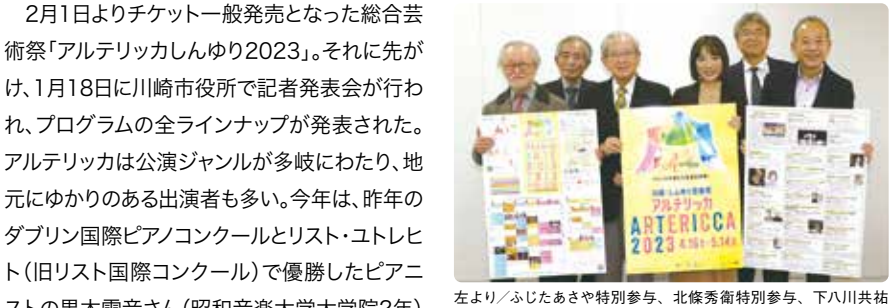 2月1日よりチケット一般発売となった総合芸
術祭「アルテリッカしんゆり2023」。それに先が
け、1月18日に川崎市役所で記者発表会が行わ
れ、プログラムの全ラインナップが発表された。
アルテリッカは公演ジャンルが多岐にわたり、地
元にゆかりのある出演者も多い。今年は、昨年の
ダブリン国際ピアノコンクールとリスト・ユトレヒ
ト(旧リスト国際コンクール)で優勝したピアニ
アルテリッカ
ARTERICCA
2023 4.16 5.14
左より/ふじたあさや特別参与、北條秀衛特別参与、下八川共祐